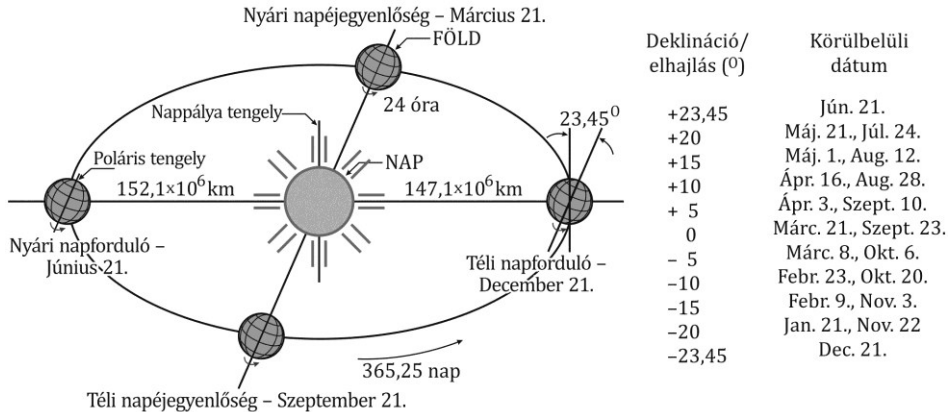 Nyári napéjegyenlőség – Március 21.
FÖLD
24 óra
Nappálya tengely
23,45⁰
Poláris tengely
NAP
152,1×10⁶ km
147,1×10⁶ km
Nyári napforduló –
Június 21.
Téli napforduló –
December 21.
365,25 nap
Téli napéjegyenlőség – Szeptember 21.
Deklináció/ Körülbelüli
elhajlás (⁰) dátum
+23,45 Jún. 21.
+20 Máj. 21., Júl. 24.
+15 Máj. 1., Aug. 12.
+10 Ápr. 16., Aug. 28.
+ 5 Ápr. 3., Szept. 10.
0 Márc. 21., Szept. 23.
– 5 Márc. 8., Okt. 6.
–10 Febr. 23., Okt. 20.
–15 Febr. 9., Nov. 3.
–20 Jan. 21., Nov. 22
–23,45 Dec. 21.